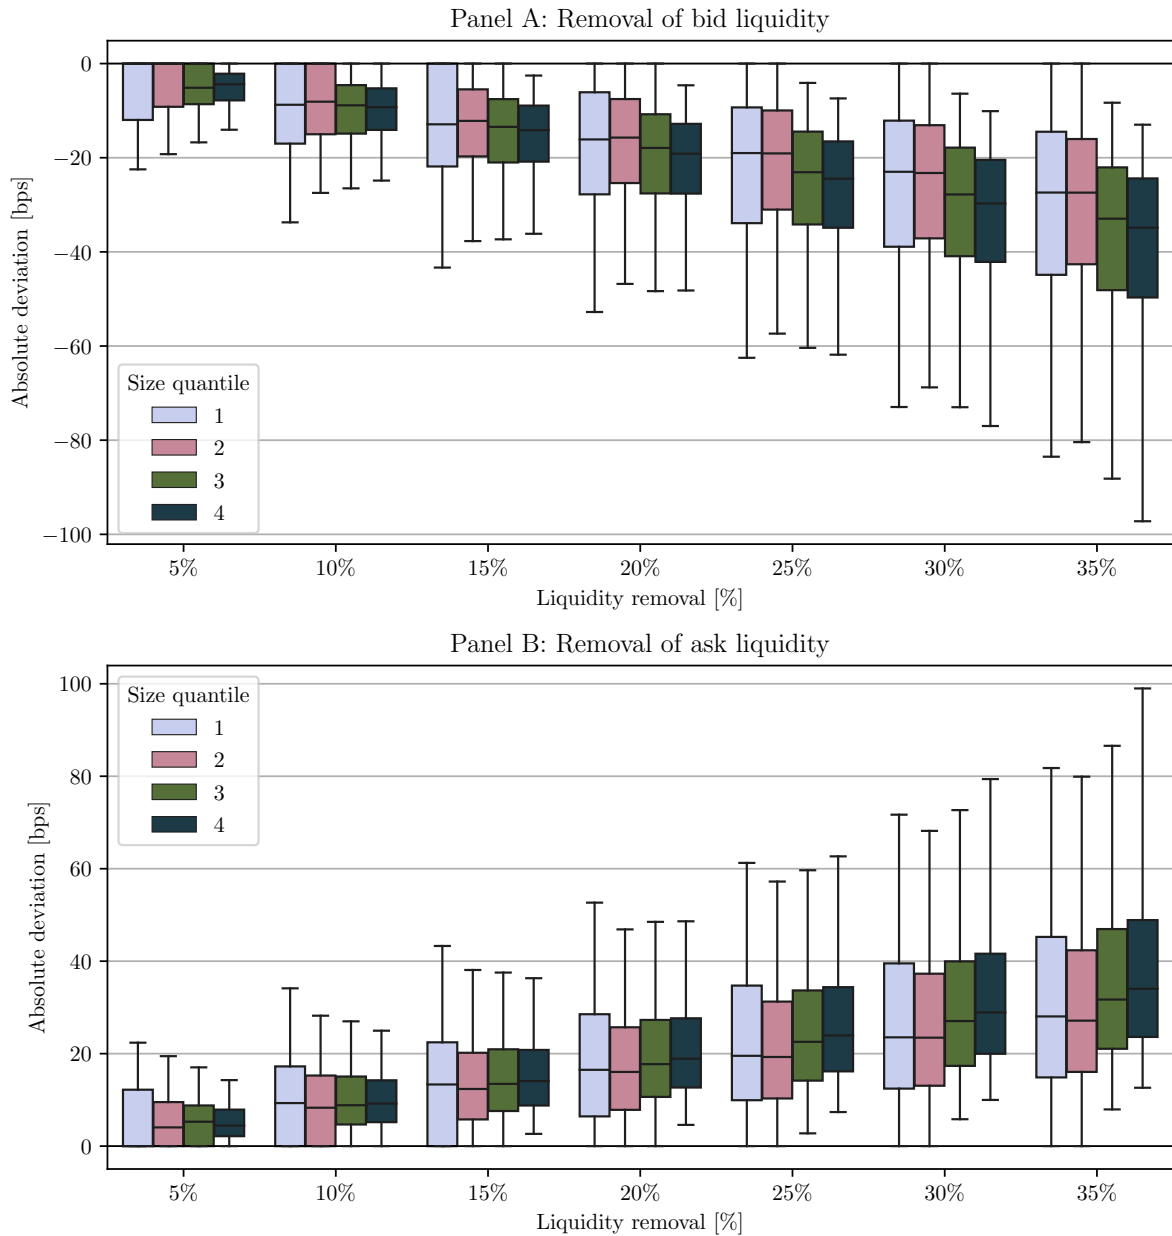 Panel A: Removal of bid liquidity
0
−20
−40
−60
−80
−100
Absolute deviation [bps]
Size quantile
1
2
3
4
5% 10% 15% 20% 25% 30% 35%
Liquidity removal [%]
Panel B: Removal of ask liquidity
100
80
60
40
20
0
Absolute deviation [bps]
Size quantile
1
2
3
4
5% 10% 15% 20% 25% 30% 35%
Liquidity removal [%]